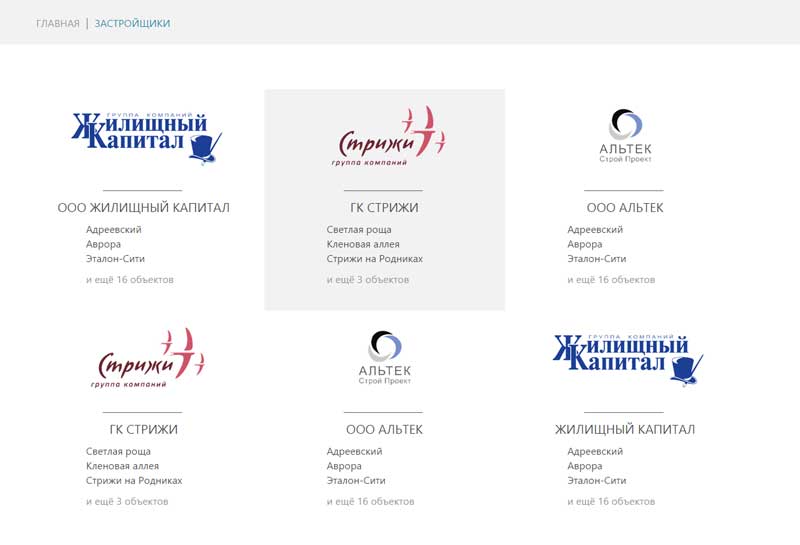 ГЛАВНАЯ | ЗАСТРОЙЩИКИ
ГРУППА КОМПАНИЙ
Жилищный
Капитал
ООО ЖИЛИЩНЫЙ КАПИТАЛ
Адреевский
Аврора
Эталон-Сити
и ещё 16 объектов
Стрижи
группа компаний
ГК СТРИЖИ
Светлая роща
Кленовая аллея
Стрижи на Родниках
и ещё 3 объектов
АЛЬТЕК
Строй Проект
ООО АЛЬТЕК
Адреевский
Аврора
Эталон-Сити
и ещё 16 объектов
Стрижи
группа компаний
ГК СТРИЖИ
Светлая роща
Кленовая аллея
Стрижи на Родниках
и ещё 3 объектов
АЛЬТЕК
Строй Проект
ООО АЛЬТЕК
Адреевский
Аврора
Эталон-Сити
и ещё 16 объектов
ГРУППА КОМПАНИЙ
Жилищный
Капитал
ЖИЛИЩНЫЙ КАПИТАЛ
Адреевский
Аврора
Эталон-Сити
и ещё 16 объектов